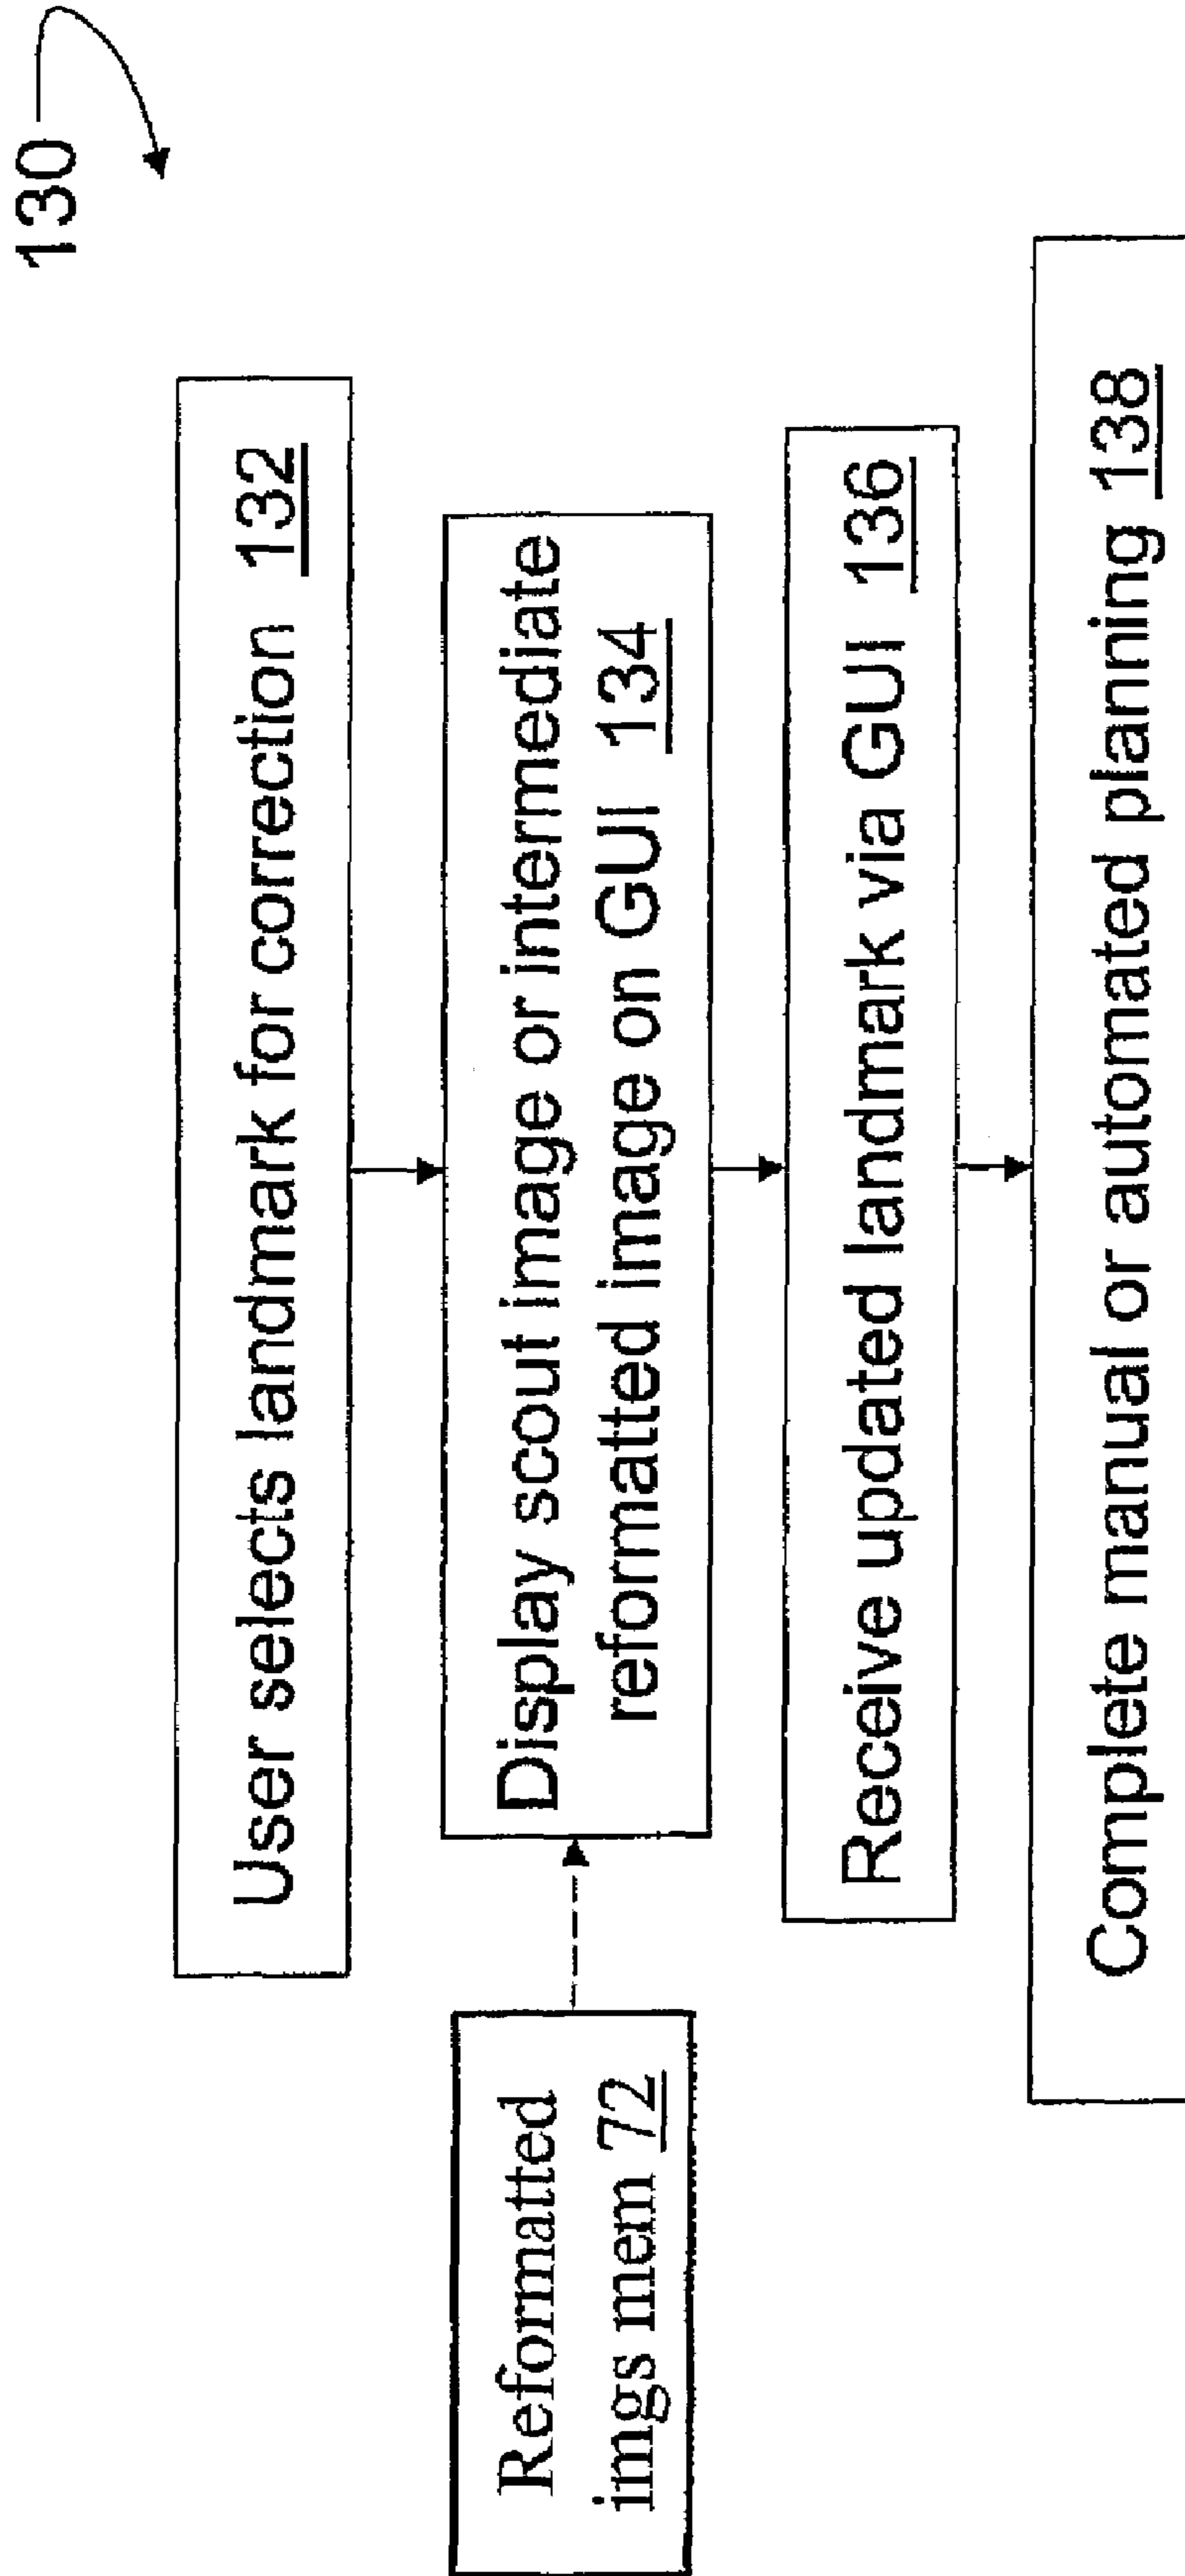 130
User selects landmark for correction 132
Display scout image or intermediate
reformatted image on GUI 134
Reformatted
imgs mem 72
Receive updated landmark via GUI 136
Complete manual or automated planning 138